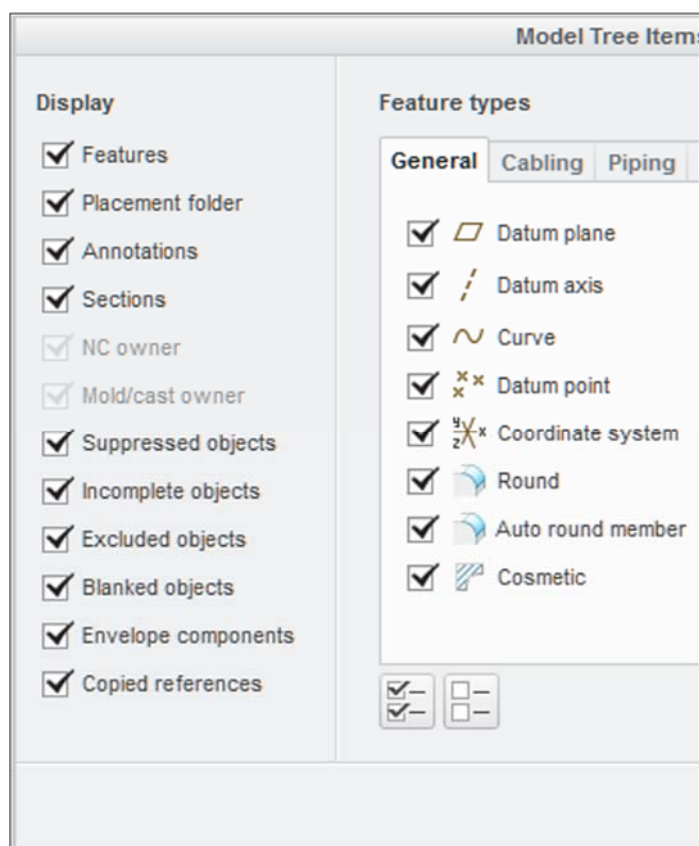 Model Tree Items
Display
Features
Placement folder
Annotations
Sections
NC owner
Mold/cast owner
Suppressed objects
Incomplete objects
Excluded objects
Blanked objects
Envelope components
Copied references
Feature types
General Cabling Piping
Datum plane
Datum axis
Curve
Datum point
Coordinate system
Round
Auto round member
Cosmetic